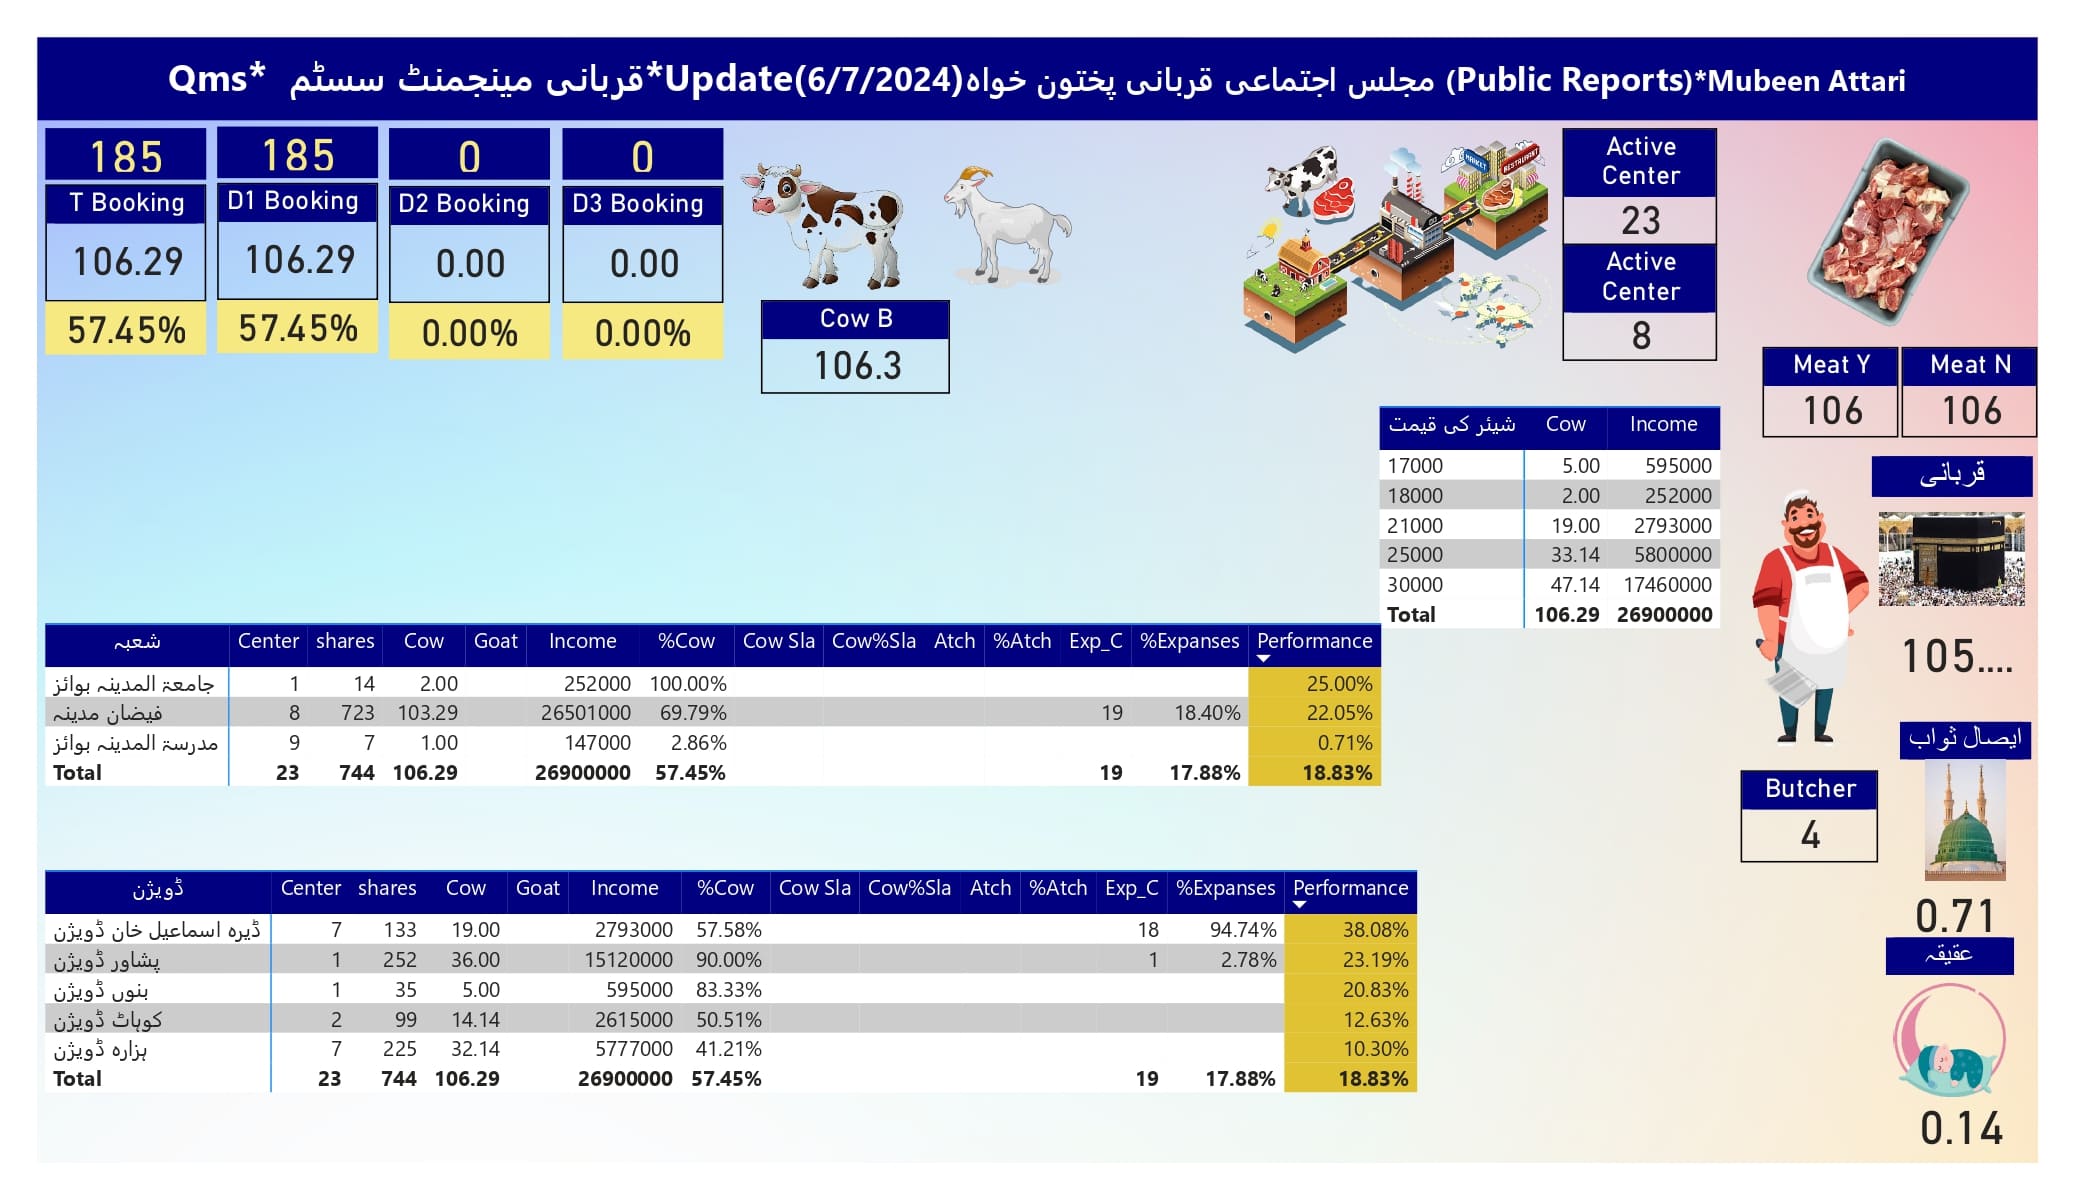 Qms* قربانی مینجمنٹ سسٹم*Update(6/7/2024)مجلس اجتماعی قربانی پختون خواہ (Public Reports)*Mubeen Attari
185
T Booking
106.29
57.45%
185
D1 Booking
106.29
57.45%
0
D2 Booking
0.00
0.00%
0
D3 Booking
0.00
0.00%
Cow B
106.3
MARKET
RESTAURANT
Active Center
23
Active Center
8
Meat Y
106
Meat N
106
شیئر کی قیمت Cow Income
17000 5.00 595000
18000 2.00 252000
21000 19.00 2793000
25000 33.14 5800000
30000 47.14 17460000
Total 106.29 26900000
قربانی
105....
شعبہ Center shares Cow Goat Income %Cow Cow Sla Cow%Sla Atch %Atch Exp_C %Expanses Performance
جامعۃ المدینہ بوائز 1 14 2.00 252000 100.00% 25.00%
فیضان مدینہ 8 723 103.29 26501000 69.79% 19 18.40% 22.05%
مدرسۃ المدینہ بوائز 9 7 1.00 147000 2.86% 0.71%
Total 23 744 106.29 26900000 57.45% 19 17.88% 18.83%
ایصال ثواب
0.71
Butcher
4
ڈویژن Center shares Cow Goat Income %Cow Cow Sla Cow%Sla Atch %Atch Exp_C %Expanses Performance
ڈیرہ اسماعیل خان ڈویژن 7 133 19.00 2793000 57.58% 18 94.74% 38.08%
پشاور ڈویژن 1 252 36.00 15120000 90.00% 1 2.78% 23.19%
بنوں ڈویژن 1 35 5.00 595000 83.33% 20.83%
کوہاٹ ڈویژن 2 99 14.14 2615000 50.51% 12.63%
ہزارہ ڈویژن 7 225 32.14 5777000 41.21% 10.30%
Total 23 744 106.29 26900000 57.45% 19 17.88% 18.83%
عقیقہ
0.14